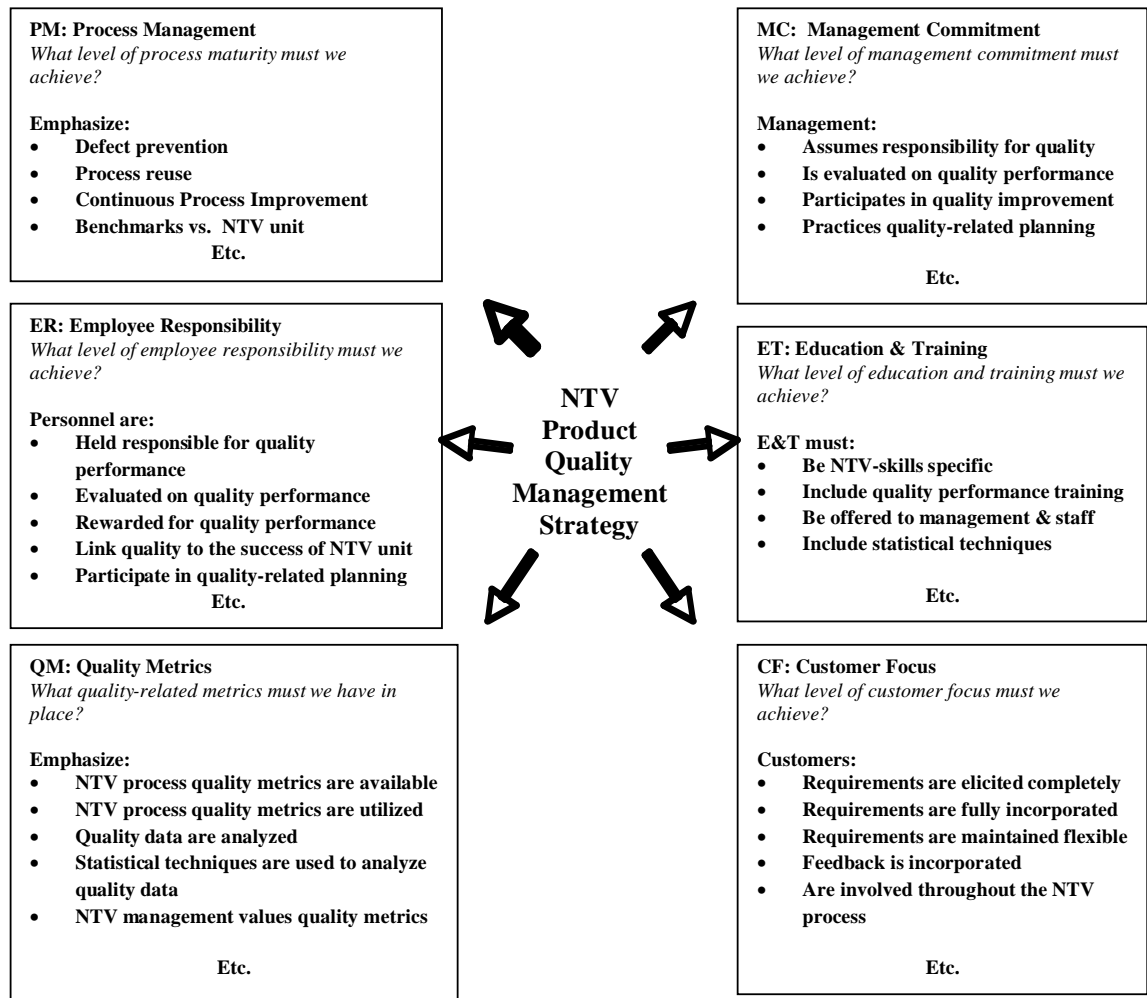 PM: Process Management
What level of process maturity must we
achieve?
Emphasize:
• Defect prevention
• Process reuse
• Continuous Process Improvement
• Benchmarks vs. NTV unit
Etc.
MC: Management Commitment
What level of management commitment must
we achieve?
Management:
• Assumes responsibility for quality
• Is evaluated on quality performance
• Participates in quality improvement
• Practices quality-related planning
Etc.
ER: Employee Responsibility
What level of employee responsibility must we
achieve?
Personnel are:
• Held responsible for quality
performance
• Evaluated on quality performance
• Rewarded for quality performance
• Link quality to the success of NTV unit
• Participate in quality-related planning
Etc.
NTV
Product
Quality
Management
Strategy
ET: Education & Training
What level of education and training must we
achieve?
E&T must:
• Be NTV-skills specific
• Include quality performance training
• Be offered to management & staff
• Include statistical techniques
Etc.
QM: Quality Metrics
What quality-related metrics must we have in
place?
Emphasize:
• NTV process quality metrics are available
• NTV process quality metrics are utilized
• Quality data are analyzed
• Statistical techniques are used to analyze
quality data
• NTV management values quality metrics
Etc.
CF: Customer Focus
What level of customer focus must we
achieve?
Customers:
• Requirements are elicited completely
• Requirements are fully incorporated
• Requirements are maintained flexible
• Feedback is incorporated
• Are involved throughout the NTV
process
Etc.